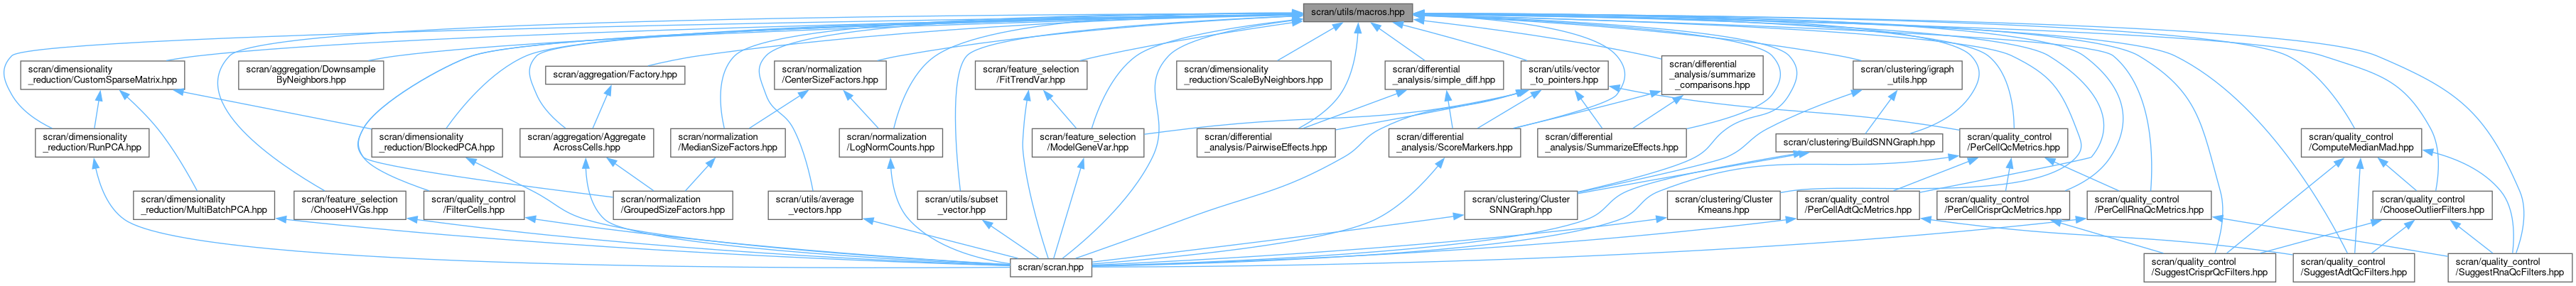 scran/utils/macros.hpp
scran/dimensionality
_reduction/CustomSparseMatrix.hpp
scran/aggregation/Downsample
ByNeighbors.hpp
scran/aggregation/Factory.hpp
scran/normalization
/CenterSizeFactors.hpp
scran/feature_selection
/FitTrendVar.hpp
scran/dimensionality
_reduction/ScaleByNeighbors.hpp
scran/differential
_analysis/simple_diff.hpp
scran/utils/vector
_to_pointers.hpp
scran/differential
_analysis/summarize
_comparisons.hpp
scran/clustering/igraph
_utils.hpp
scran/dimensionality
_reduction/RunPCA.hpp
scran/dimensionality
_reduction/BlockedPCA.hpp
scran/aggregation/Aggregate
AcrossCells.hpp
scran/normalization
/MedianSizeFactors.hpp
scran/normalization
/LogNormCounts.hpp
scran/feature_selection
/ModelGeneVar.hpp
scran/differential
_analysis/PairwiseEffects.hpp
scran/differential
_analysis/ScoreMarkers.hpp
scran/differential
_analysis/SummarizeEffects.hpp
scran/clustering/BuildSNNGraph.hpp
scran/quality_control
/PerCellQcMetrics.hpp
scran/quality_control
/ComputeMedianMad.hpp
scran/dimensionality
_reduction/MultiBatchPCA.hpp
scran/feature_selection
/ChooseHVGs.hpp
scran/quality_control
/FilterCells.hpp
scran/normalization
/GroupedSizeFactors.hpp
scran/utils/average
_vectors.hpp
scran/utils/subset
_vector.hpp
scran/clustering/Cluster
SNNGraph.hpp
scran/clustering/Cluster
Kmeans.hpp
scran/quality_control
/PerCellAdtQcMetrics.hpp
scran/quality_control
/PerCellCrisprQcMetrics.hpp
scran/quality_control
/PerCellRnaQcMetrics.hpp
scran/quality_control
/ChooseOutlierFilters.hpp
scran/scran.hpp
scran/quality_control
/SuggestCrisprQcFilters.hpp
scran/quality_control
/SuggestAdtQcFilters.hpp
scran/quality_control
/SuggestRnaQcFilters.hpp